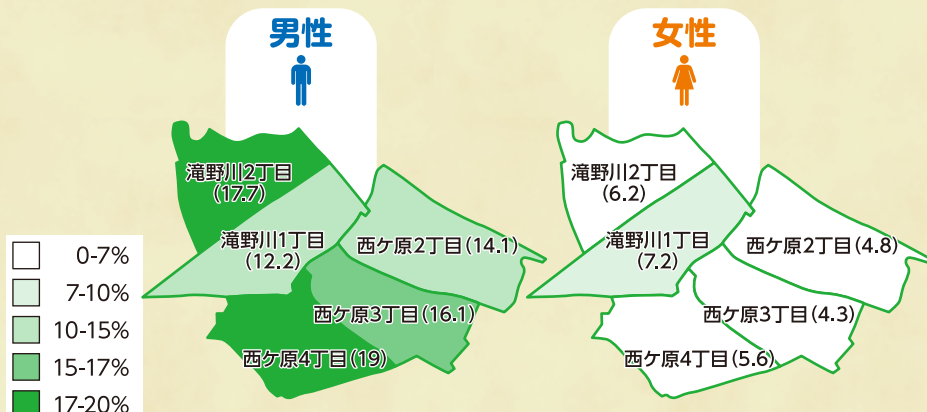 男性
女性
滝野川2丁目
(17.7)
滝野川1丁目
(12.2)
西ケ原2丁目(14.1)
西ケ原3丁目(16.1)
西ケ原4丁目(19)
滝野川2丁目
(6.2)
滝野川1丁目
(7.2)
西ケ原2丁目(4.8)
西ケ原3丁目(4.3)
西ケ原4丁目(5.6)
0-7%
7-10%
10-15%
15-17%
17-20%